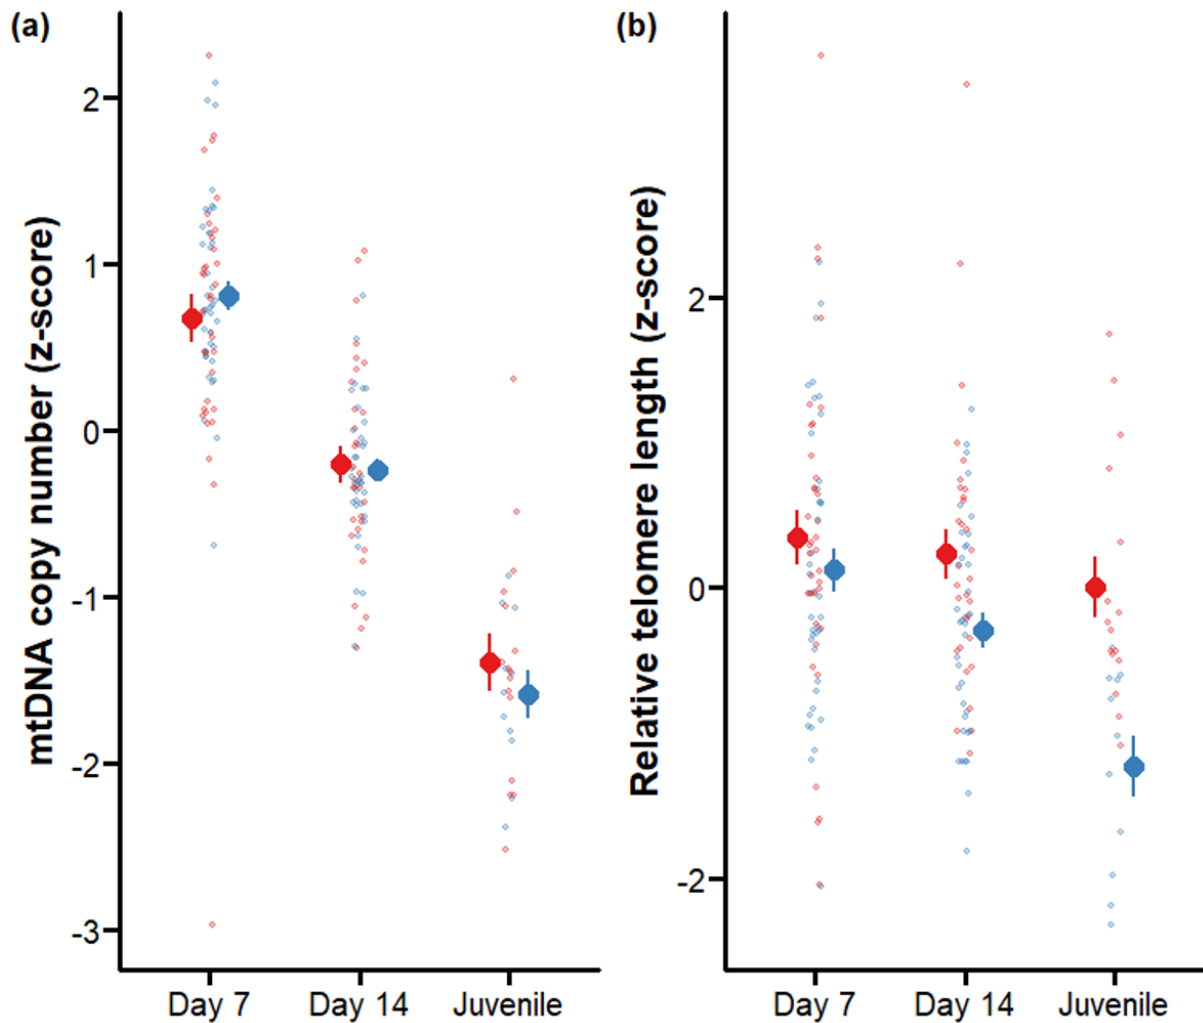 (a)
mtDNA copy number (z-score)
2
1
0
-1
-2
-3
Day 7 Day 14 Juvenile
(b)
Relative telomere length (z-score)
2
0
-2
Day 7 Day 14 Juvenile